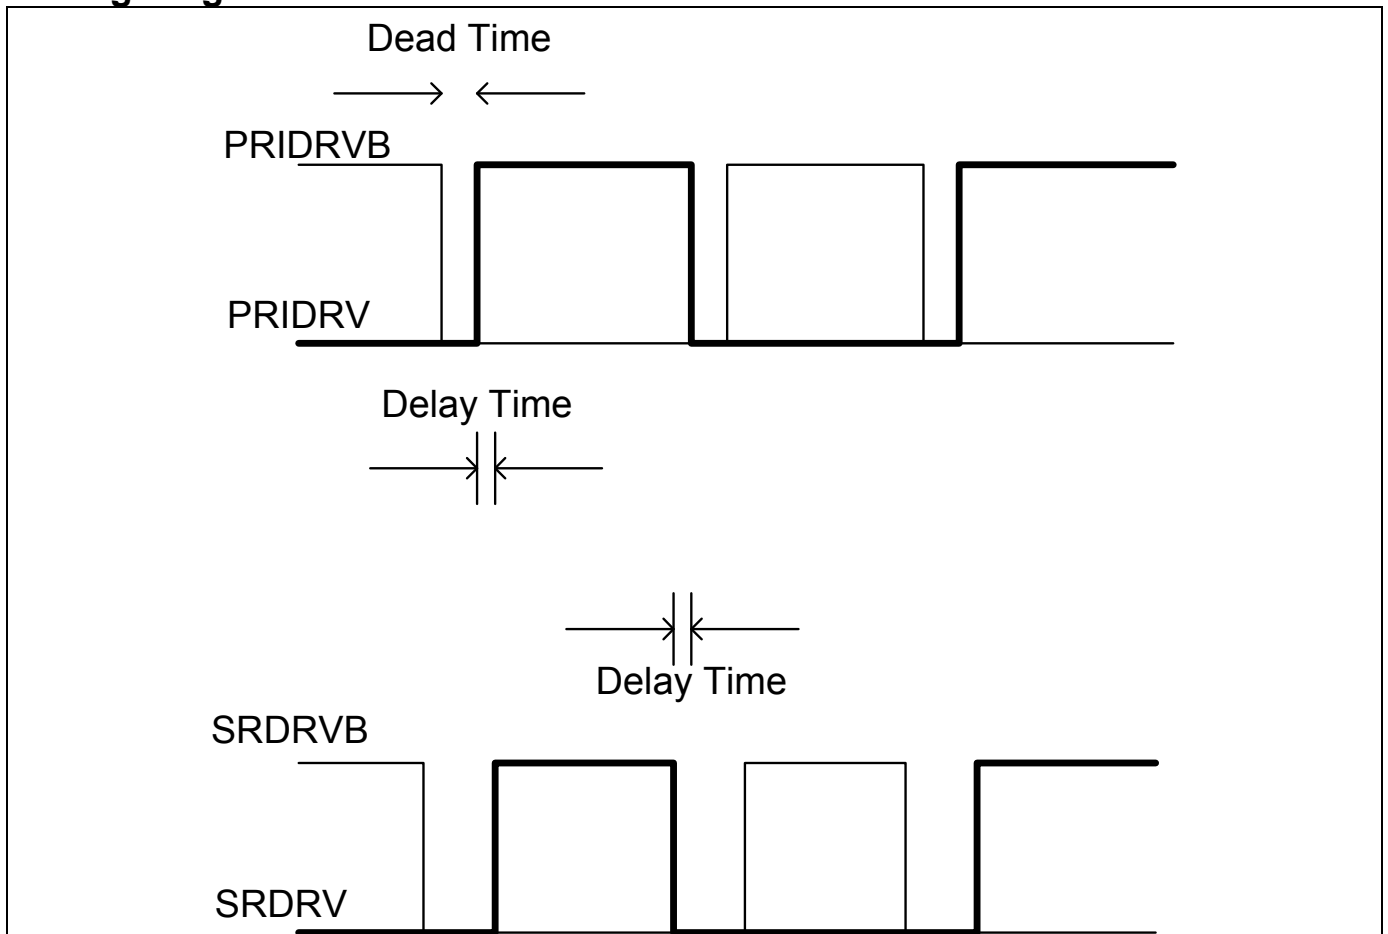 Dead Time
PRIDRVB
PRIDRV
Delay Time
Delay Time
SRDRVB
SRDRV